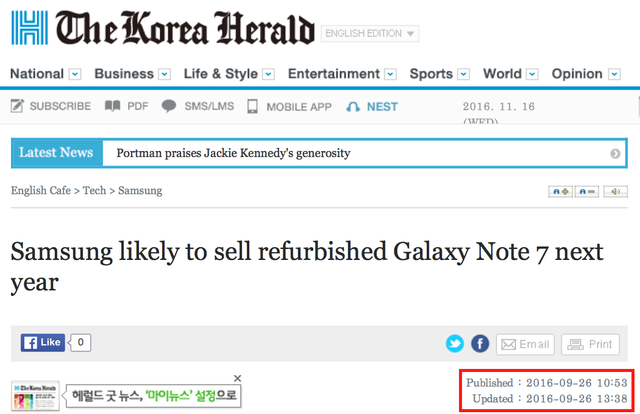 The Korea Herald
ENGLISH EDITION
National Business Life & Style Entertainment Sports World Opinion
SUBSCRIBE PDF SMS/LMS MOBILE APP NEST 2016. 11. 16
(WED)
Latest News Portman praises Jackie Kennedy's generosity
English Cafe > Tech > Samsung
Samsung likely to sell refurbished Galaxy Note 7 next
year
f Like 0 Email Print
Published : 2016-09-26 10:53
The Korea Herald 헤럴드 굿 뉴스, '마이뉴스' 설정으로
Updated : 2016-09-26 13:38